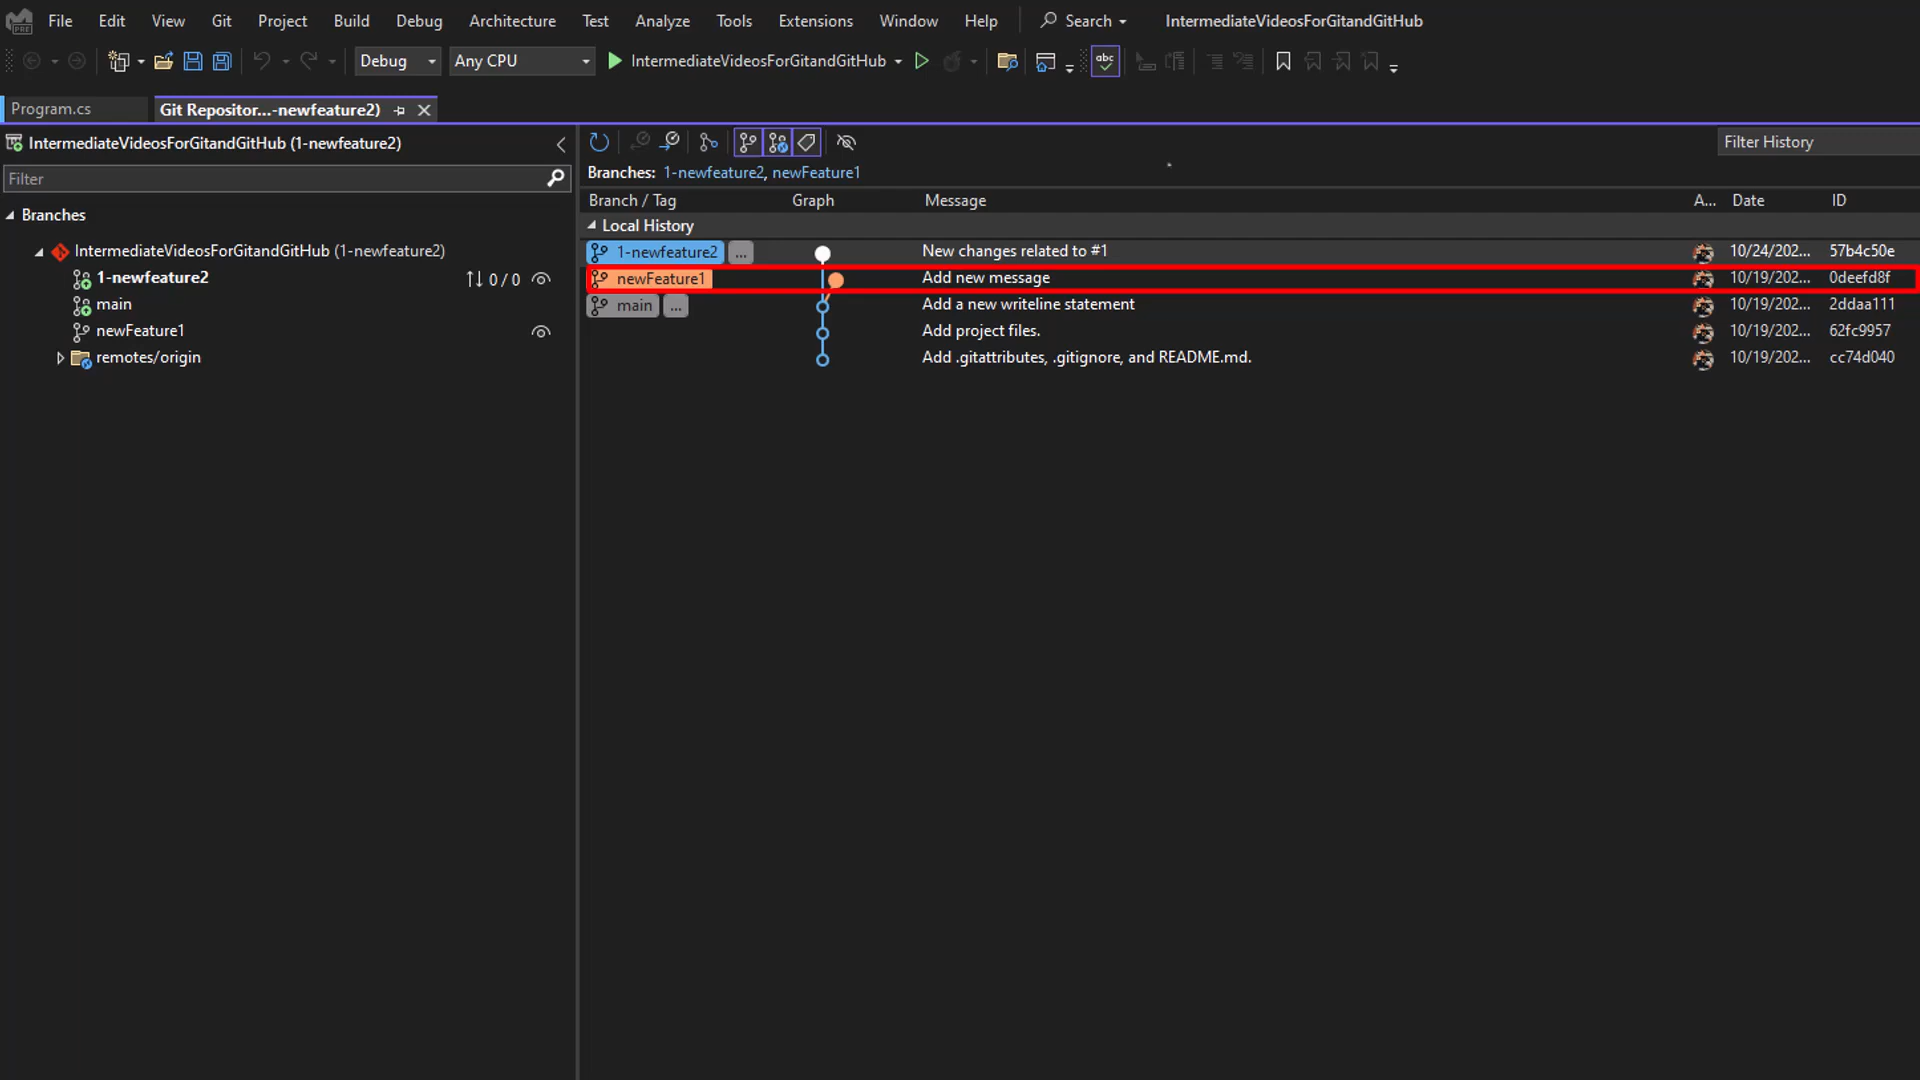 File Edit View Git Project Build Debug Architecture Test Analyze Tools Extensions Window Help Search IntermediateVideosForGitandGitHub
PRE
Debug Any CPU IntermediateVideosForGitandGitHub abc
Program.cs Git Repositor...-newfeature2)
IntermediateVideosForGitandGitHub (1-newfeature2)
Filter
Branches
IntermediateVideosForGitandGitHub (1-newfeature2)
1-newfeature2 0 / 0
main
newFeature1
remotes/origin
Filter History
Branches: 1-newfeature2, newFeature1
Branch / Tag Graph Message A... Date ID
Local History
1-newfeature2 ... New changes related to #1 10/24/202... 57b4c50e
newFeature1 Add new message 10/19/202... 0deefd8f
main ... Add a new writeline statement 10/19/202... 2ddaa111
Add project files. 10/19/202... 62fc9957
Add .gitattributes, .gitignore, and README.md. 10/19/202... cc74d040